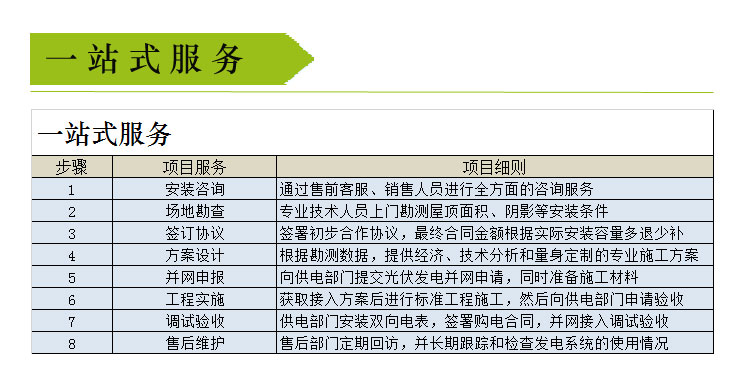 一站式服务
一站式服务
步骤 项目服务 项目细则
1 安装咨询 通过售前客服、销售人员进行全方面的咨询服务
2 场地勘查 专业技术人员上门勘测屋顶面积、阴影等安装条件
3 签订协议 签署初步合作协议，最终合同金额根据实际安装容量多退少补
4 方案设计 根据勘测数据，提供经济、技术分析和量身定制的专业施工方案
5 并网申报 向供电部门提交光伏发电并网申请，同时准备施工材料
6 工程实施 获取接入方案后进行标准工程施工，然后向供电部门申请验收
7 调试验收 供电部门安装双向电表，签署购电合同，并网接入调试验收
8 售后维护 售后部门定期回访，并长期跟踪和检查发电系统的使用情况